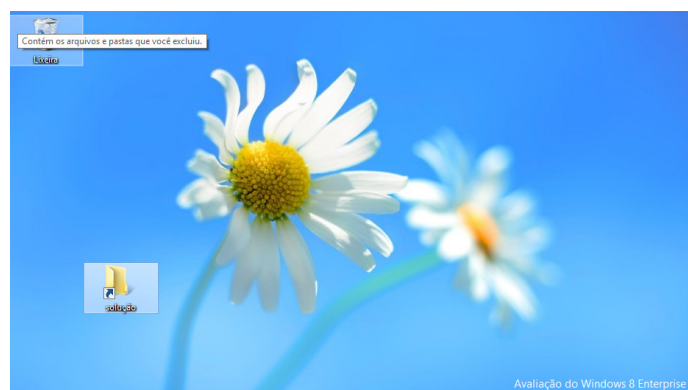 Contém os arquivos e pastas que você excluiu.
Lixeira
solução
Avaliação do Windows 8 Enterprise